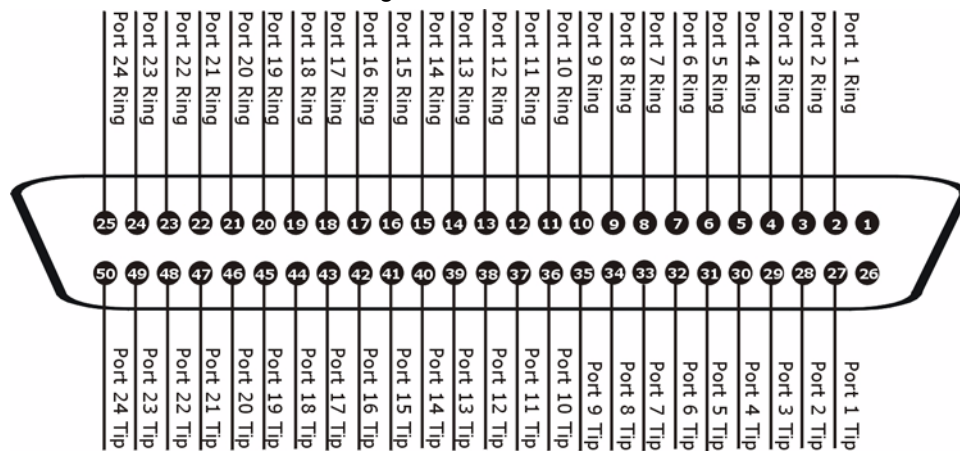 Port 24 Ring
Port 23 Ring
Port 22 Ring
Port 21 Ring
Port 20 Ring
Port 19 Ring
Port 18 Ring
Port 17 Ring
Port 16 Ring
Port 15 Ring
Port 14 Ring
Port 13 Ring
Port 12 Ring
Port 11 Ring
Port 10 Ring
Port 9 Ring
Port 8 Ring
Port 7 Ring
Port 6 Ring
Port 5 Ring
Port 4 Ring
Port 3 Ring
Port 2 Ring
Port 1 Ring
25 24 23 22 21 20 19 18 17 16 15 14 13 12 11 10 9 8 7 6 5 4 3 2 1
50 49 48 47 46 45 44 43 42 41 40 39 38 37 36 35 34 33 32 31 30 29 28 27 26
Port 24 Tip
Port 23 Tip
Port 22 Tip
Port 21 Tip
Port 20 Tip
Port 19 Tip
Port 18 Tip
Port 17 Tip
Port 16 Tip
Port 15 Tip
Port 14 Tip
Port 13 Tip
Port 12 Tip
Port 11 Tip
Port 10 Tip
Port 9 Tip
Port 8 Tip
Port 7 Tip
Port 6 Tip
Port 5 Tip
Port 4 Tip
Port 3 Tip
Port 2 Tip
Port 1 Tip